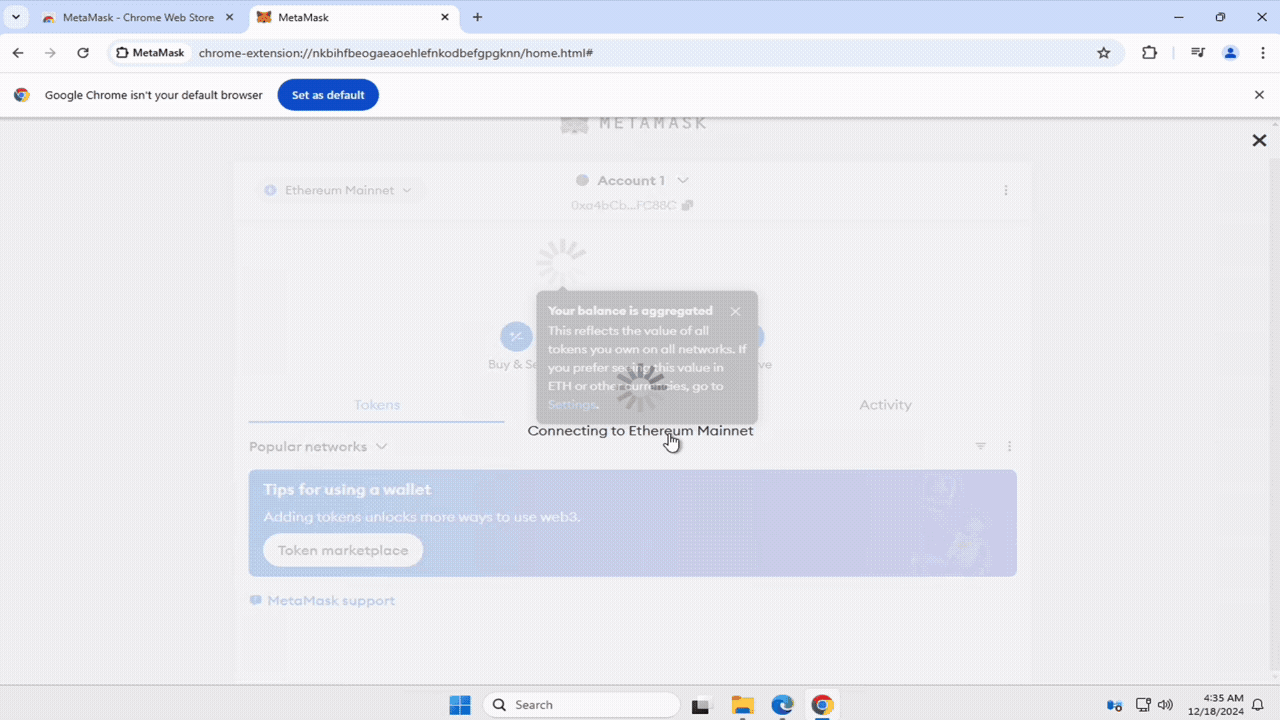 MetaMask - Chrome Web Store
MetaMask
MetaMask
chrome-extension://nkbihfbeogaeaoehlefnkodbefgpgknn/home.html#
Google Chrome isn't your default browser
Set as default
METAMASK
Ethereum Mainnet
Account 1
0xa4bCb...FC88C
Your balance is aggregated
This reflects the value of all
tokens you own on all networks. If
you prefer seeing this value in
ETH or other currencies, go to
Settings.
Buy & Se
ve
Tokens
Activity
Connecting to Ethereum Mainnet
Popular networks
Tips for using a wallet
Adding tokens unlocks more ways to use web3.
Token marketplace
MetaMask support
Search
4:35 AM
12/18/2024